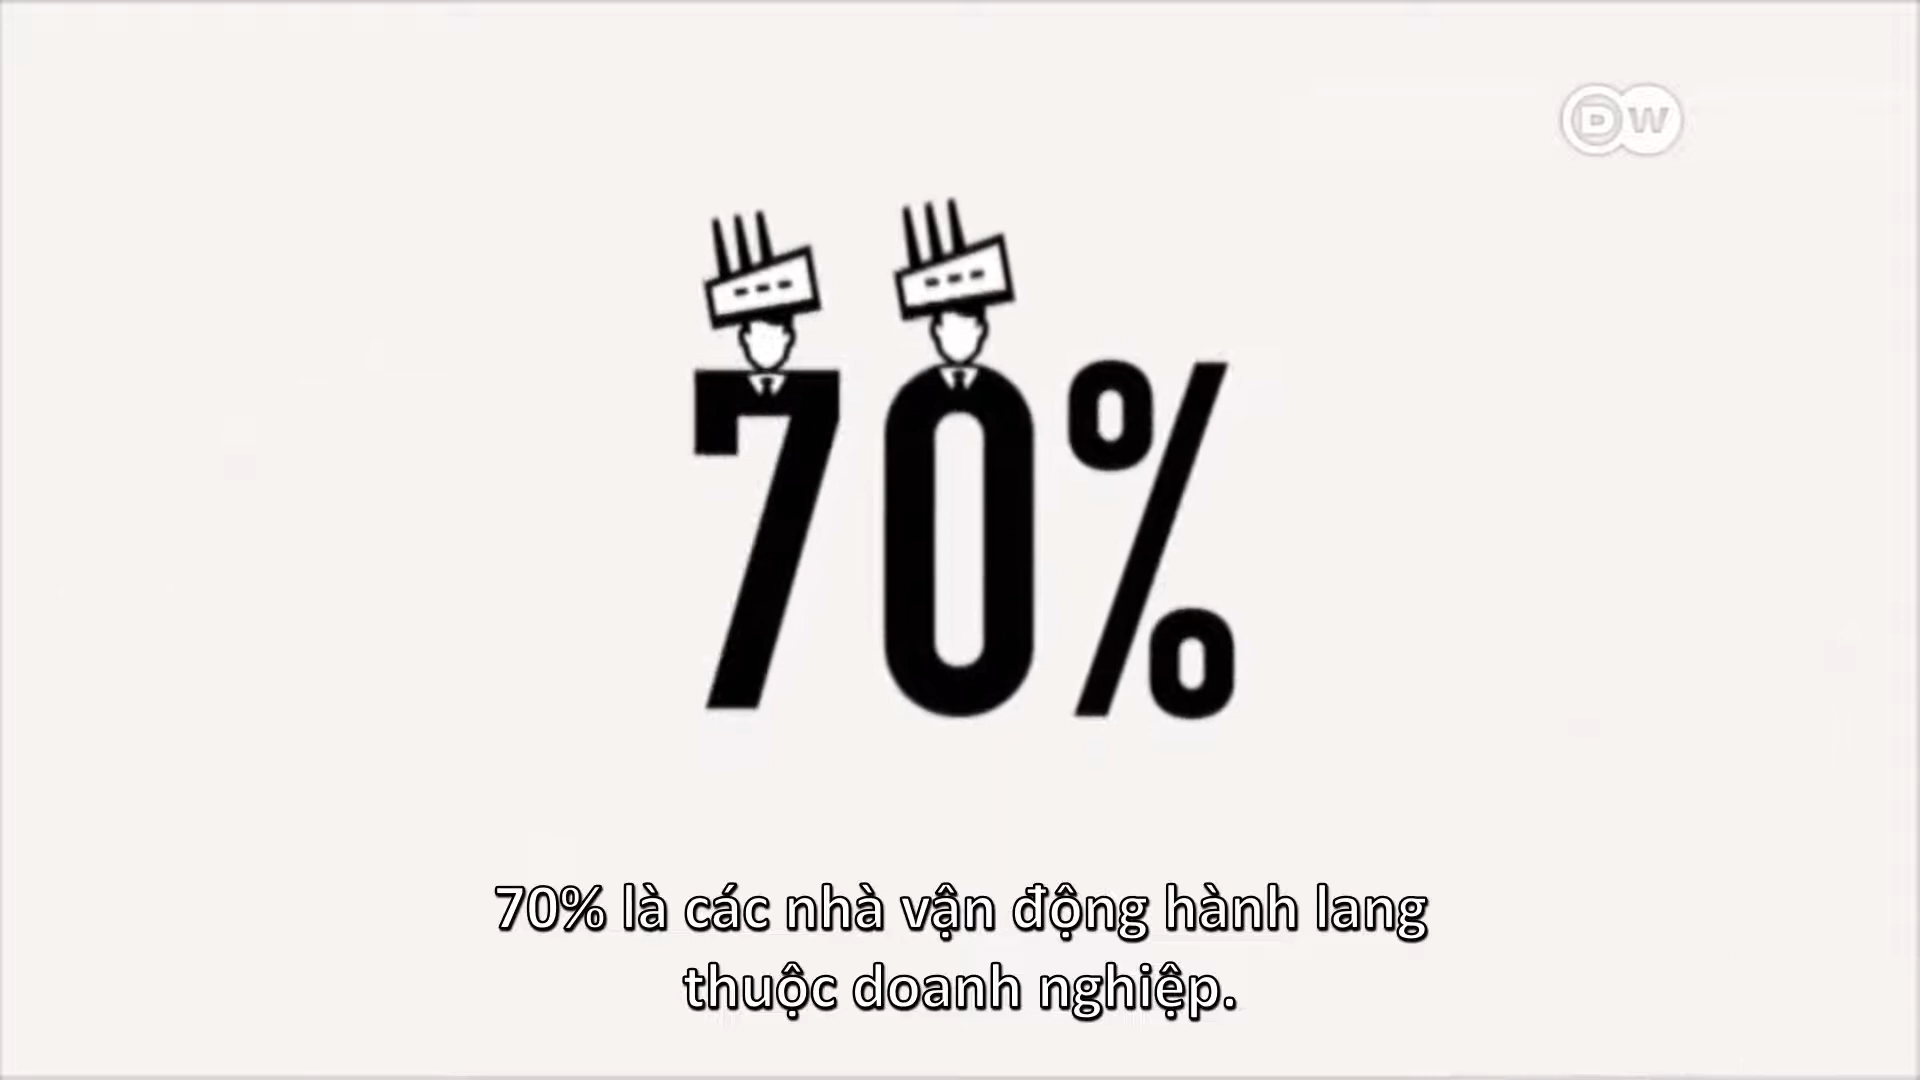 DW
70%
70% là các nhà vận động hành lang
thuộc doanh nghiệp.